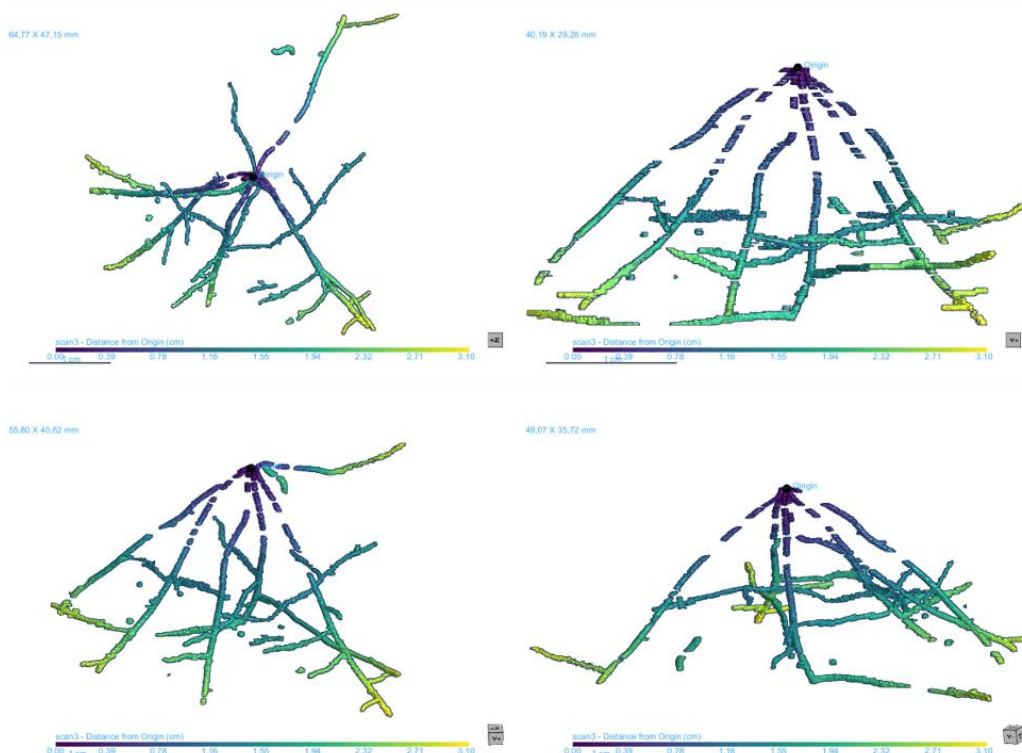 64,77 X 47,15 mm
Origin
scan3 - Distance from Origin (cm)
0.00 0.39 0.78 1.16 1.55 1.94 2.32 2.71 3.10
1 cm
+Z
40,19 X 29,26 mm
Origin
scan3 - Distance from Origin (cm)
0.00 0.39 0.78 1.16 1.55 1.94 2.32 2.71 3.10
1 cm
Y+
55,80 X 40,62 mm
scan3 - Distance from Origin (cm)
0.00 0.39 0.78 1.16 1.55 1.94 2.32 2.71 3.10
Y+
49,07 X 35,72 mm
Origin
scan3 - Distance from Origin (cm)
0.00 0.39 0.78 1.16 1.55 1.94 2.32 2.71 3.10